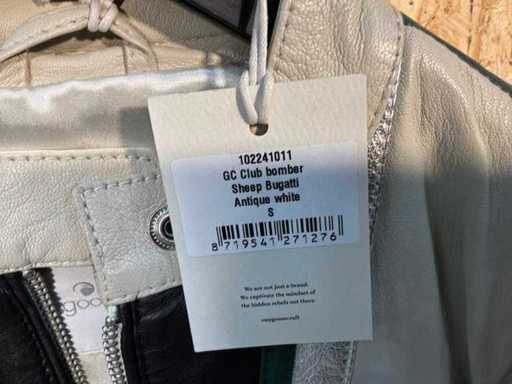 102241011
GC Club bomber
Sheep Bugatti
Antique white
S
8 719541 271276
We are not just a brand.
We captivate the mindset of
the hidden rebels out there.